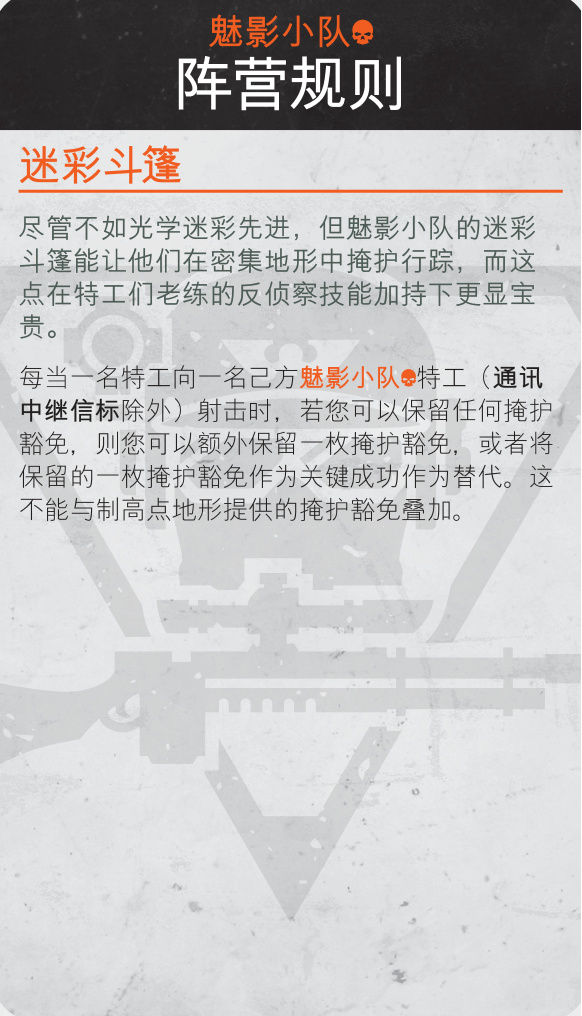 魅影小队
阵营规则
迷彩斗篷
尽管不如光学迷彩先进，但魅影小队的迷彩
斗篷能让他们在密集地形中掩护行踪，而这
点在特工们老练的反侦察技能加持下更显宝
贵。
每当一名特工向一名己方魅影小队特工（通讯
中继信标除外）射击时，若您可以保留任何掩护
豁免，则您可以额外保留一枚掩护豁免，或者将
保留的一枚掩护豁免作为关键成功作为替代。这
不能与制高点地形提供的掩护豁免叠加。